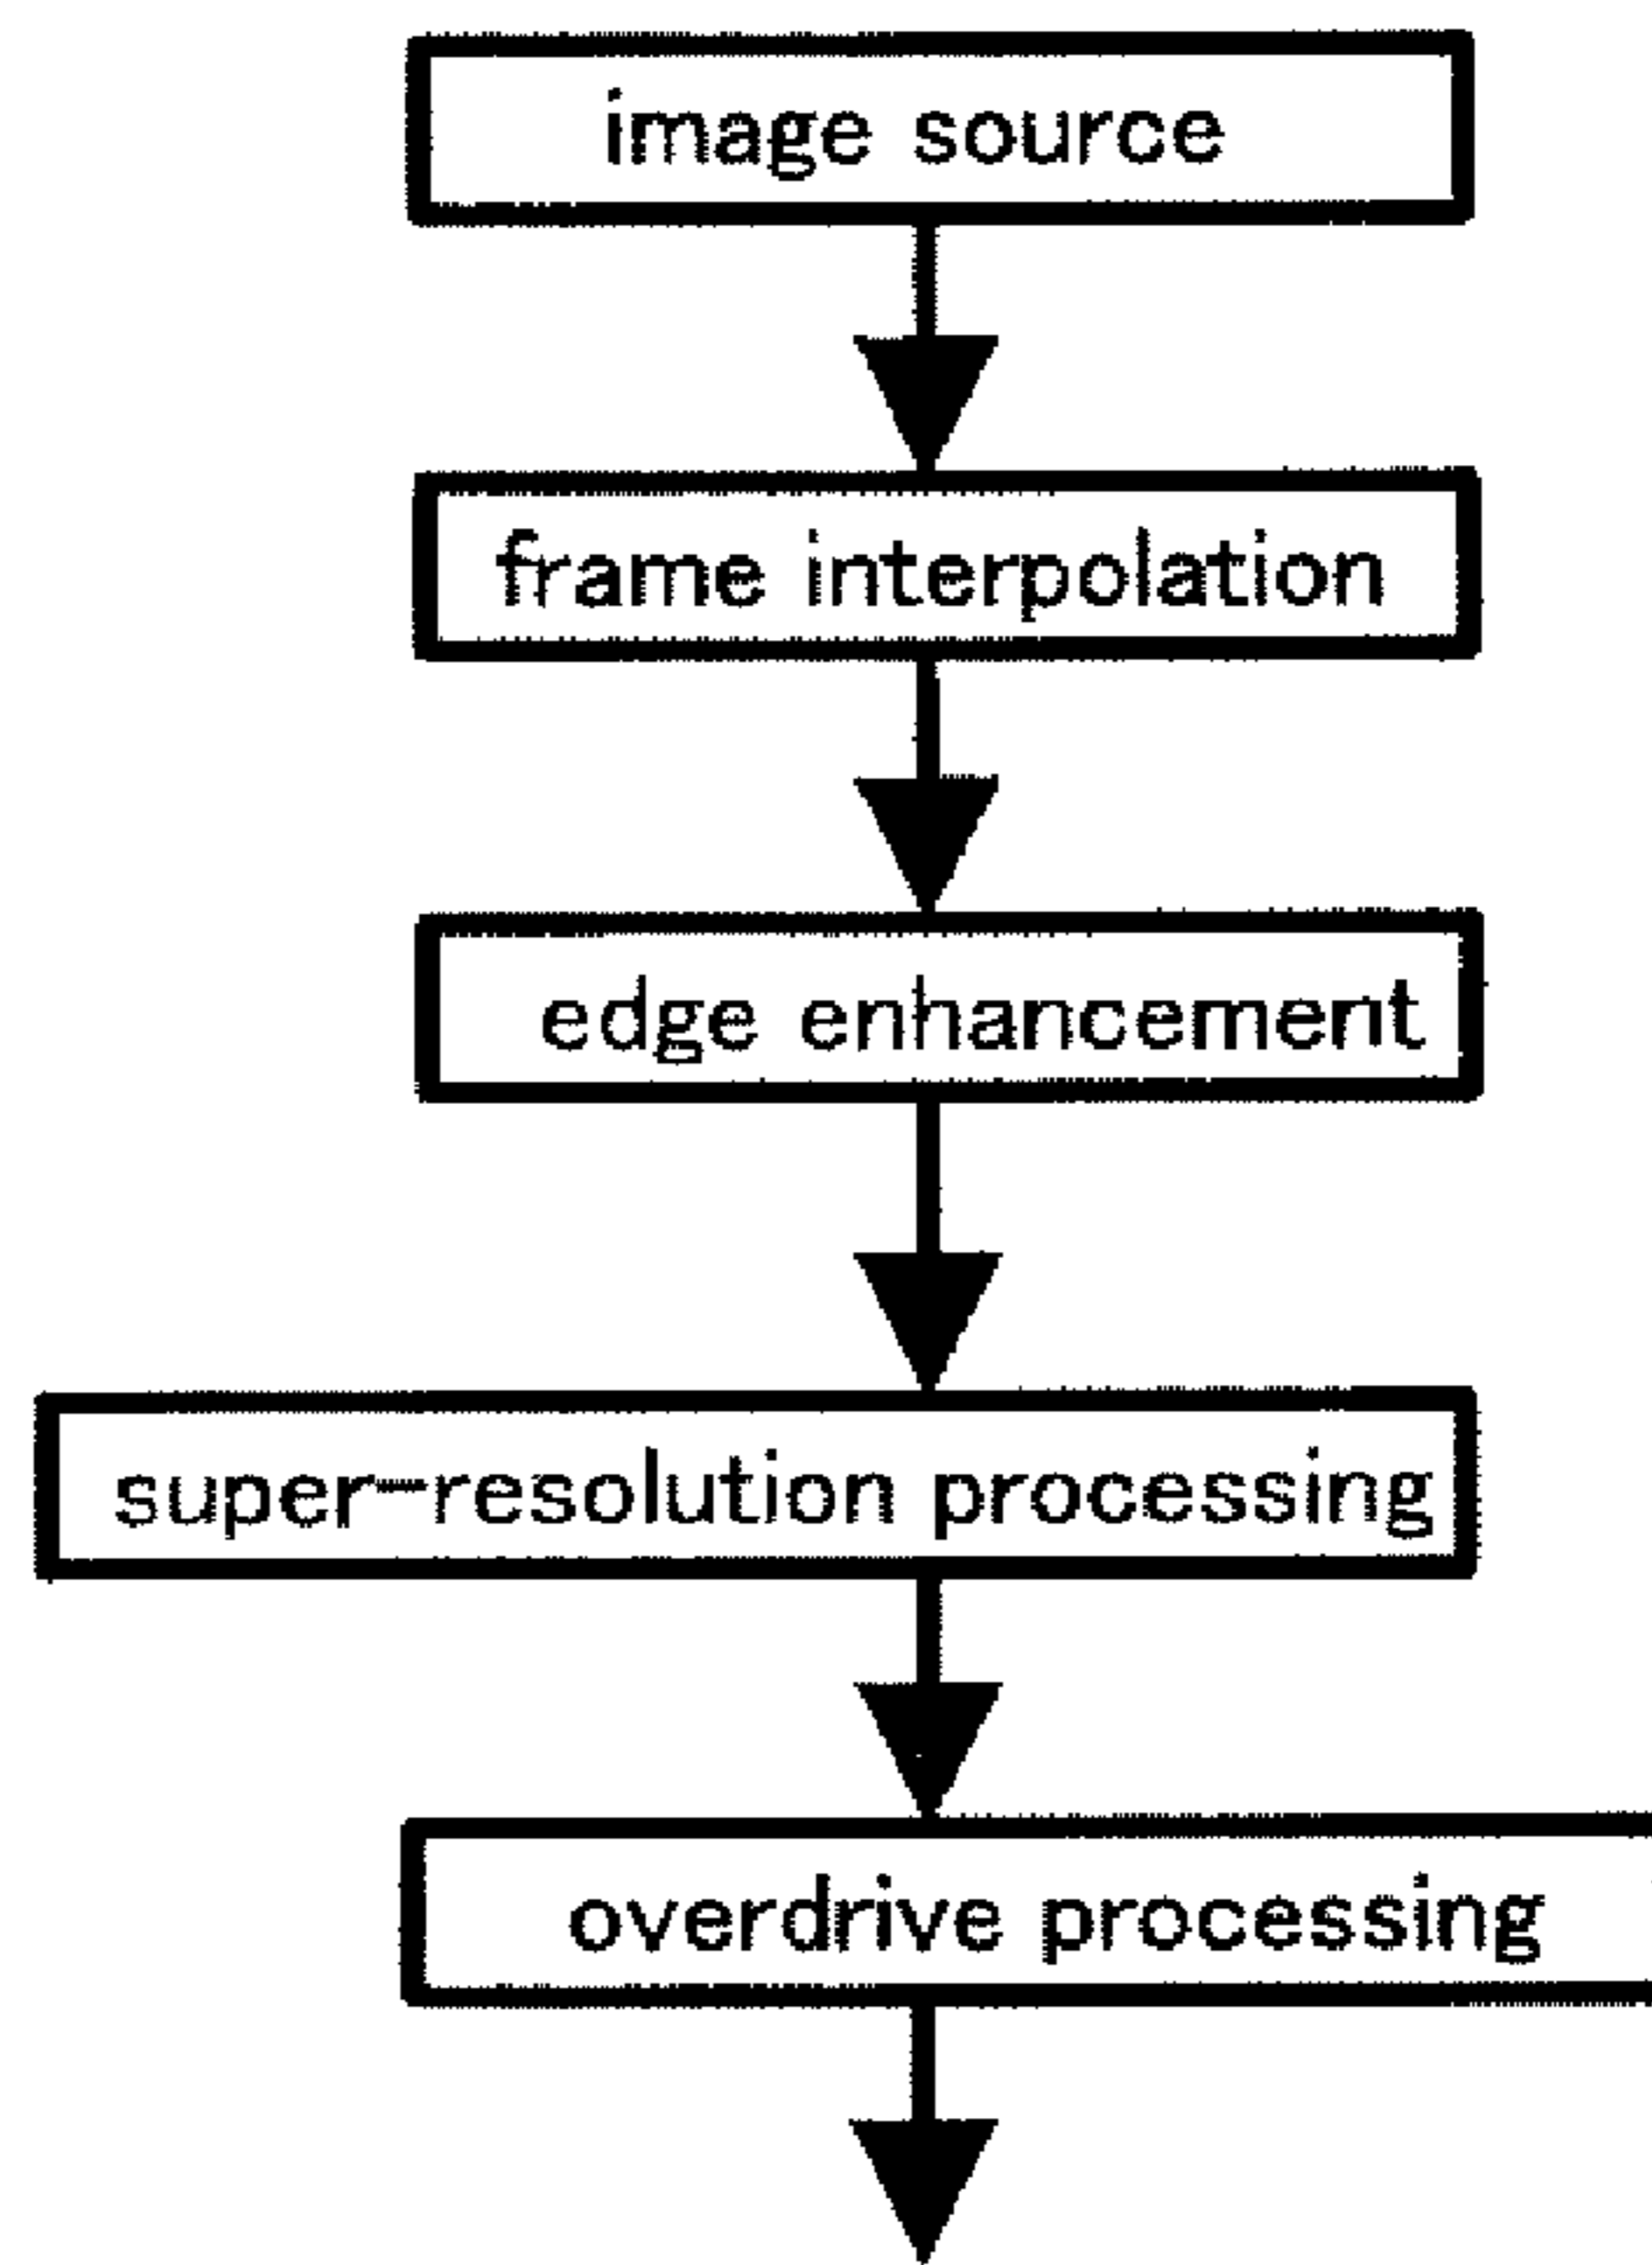 image source
frame interpolation
edge enhancement
super-resolution processing
overdrive processing